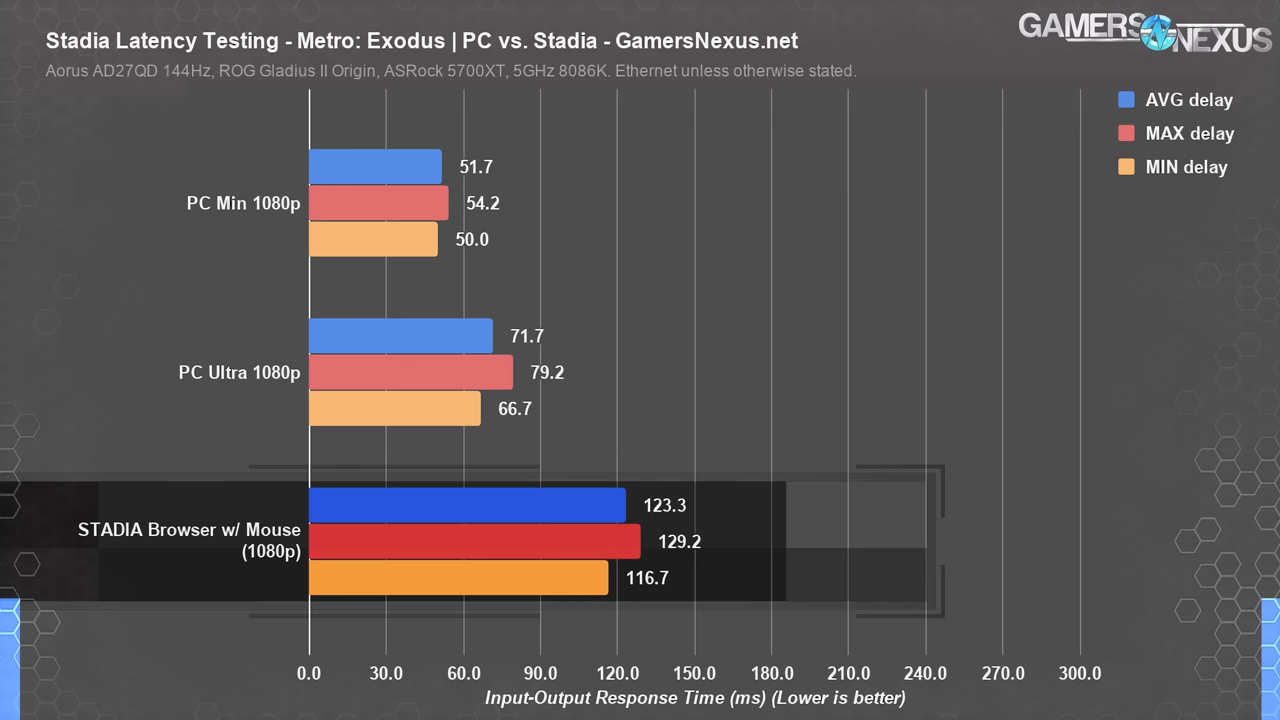 Stadia Latency Testing - Metro: Exodus | PC vs. Stadia - GamersNexus.net
GAMERS NEXUS
Aorus AD27QD 144Hz, ROG Gladius II Origin, ASRock 5700XT, 5GHz 8086K. Ethernet unless otherwise stated.
AVG delay
MAX delay
MIN delay
PC Min 1080p
51.7
54.2
50.0
PC Ultra 1080p
71.7
79.2
66.7
STADIA Browser w/ Mouse
(1080p)
123.3
129.2
116.7
0.0 30.0 60.0 90.0 120.0 150.0 180.0 210.0 240.0 270.0 300.0
Input-Output Response Time (ms) (Lower is better)